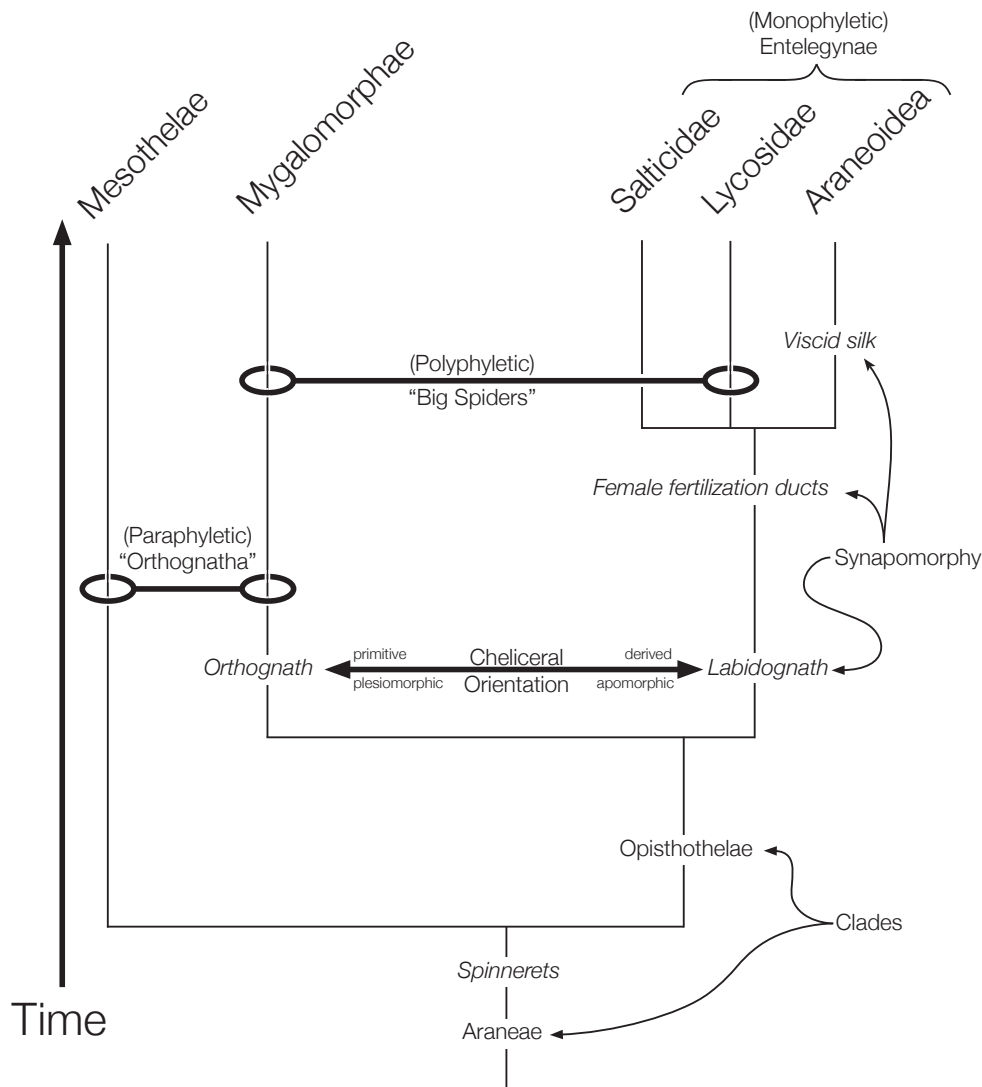 (Monophyletic)
Entelegynae
Mesothelae
Mygalomorphae
Salticidae
Lycosidae
Araneoidea
Viscid silk
(Polyphyletic)
“Big Spiders”
Female fertilization ducts
(Paraphyletic)
“Orthognatha”
Synapomorphy
Orthognath
primitive
plesiomorphic
Cheliceral
Orientation
derived
apomorphic
Labidognath
Opisthothelae
Clades
Spinnerets
Time
Araneae